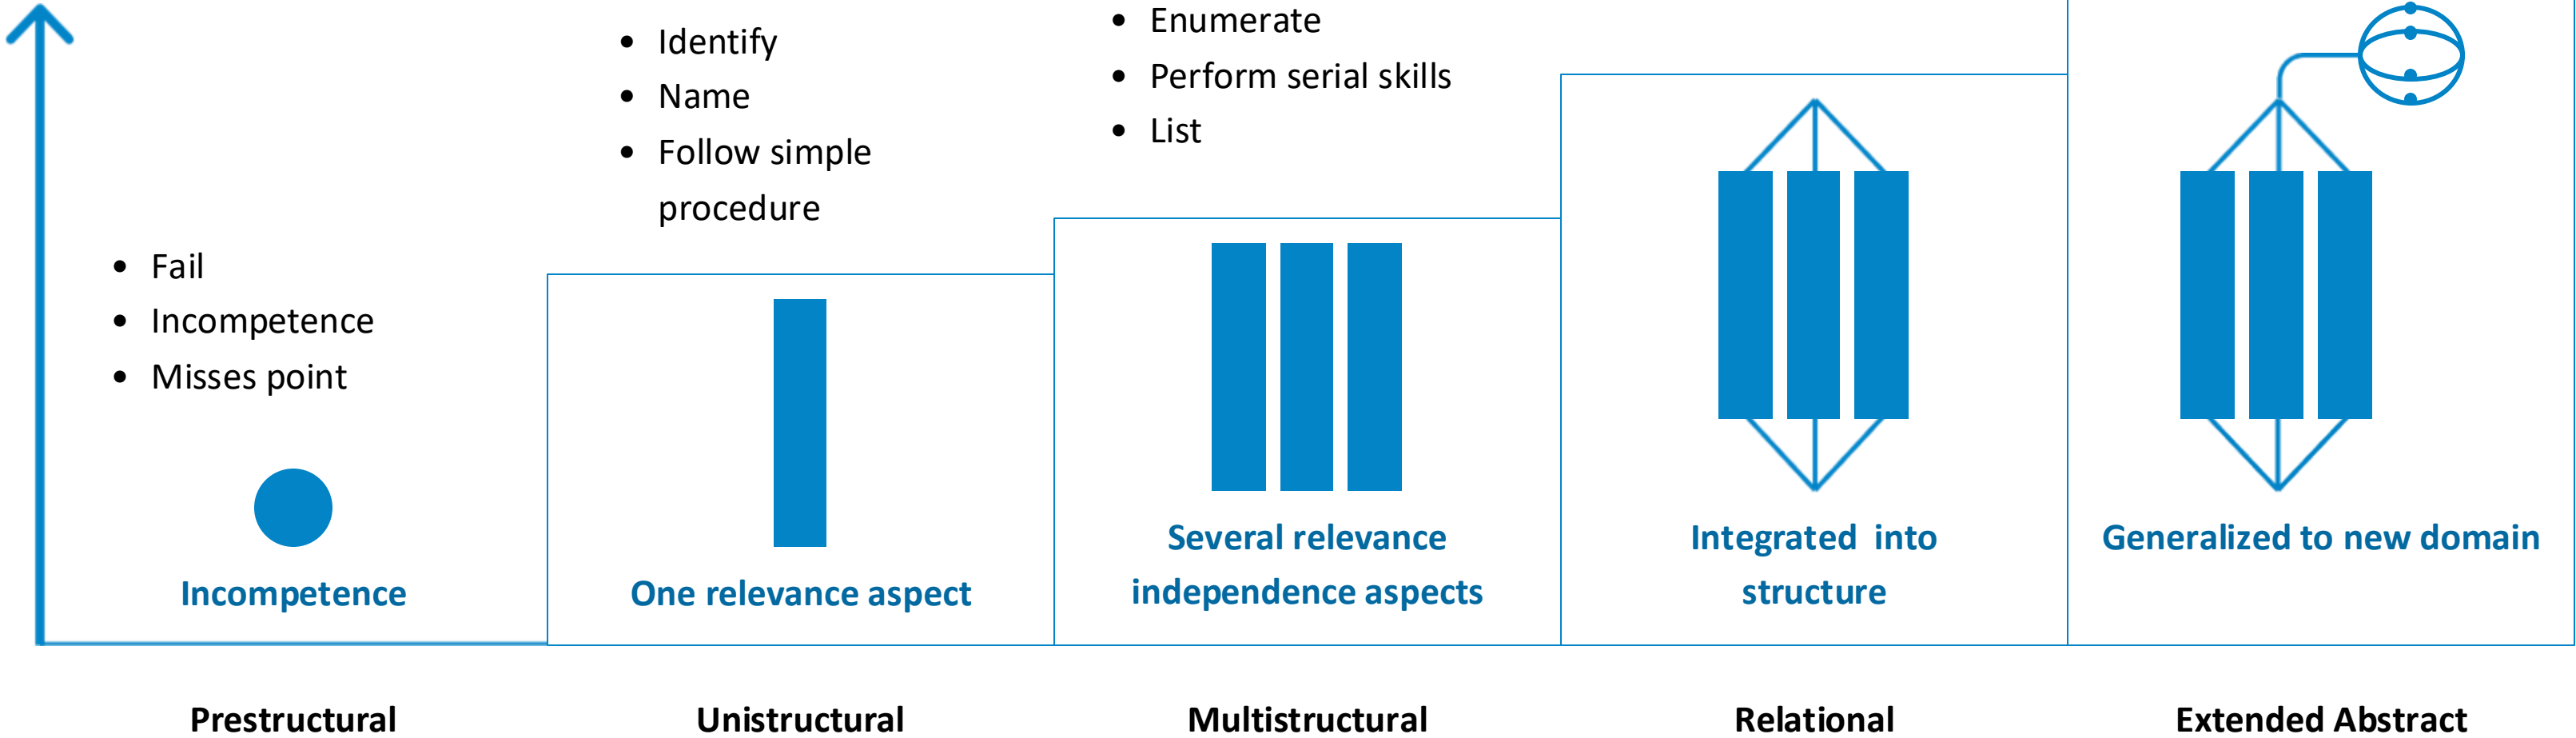 • Fail
• Incompetence
• Misses point
Incompetence
Prestructural
• Identify
• Name
• Follow simple
procedure
One relevance aspect
Unistructural
• Enumerate
• Perform serial skills
• List
Several relevance
independence aspects
Multistructural
Integrated into
structure
Relational
Generalized to new domain
Extended Abstract